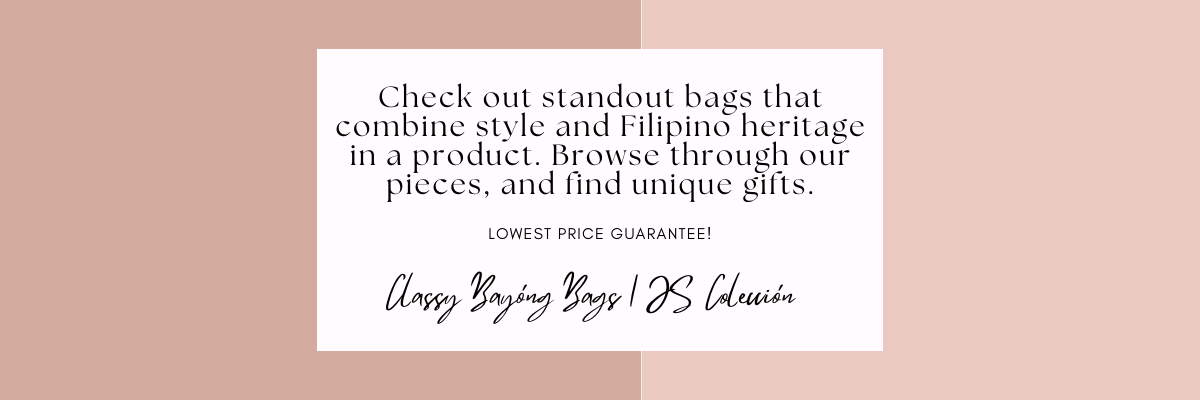 Check out standout bags that
combine style and Filipino heritage
in a product. Browse through our
pieces, and find unique gifts.
LOWEST PRICE GUARANTEE!
Classy Bayóng Bags | JS Colección